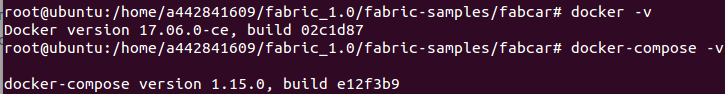 root@ubuntu:/home/a442841609/fabric_1.0/fabric-samples/fabcar# docker -v
Docker version 17.06.0-ce, build 02c1d87
root@ubuntu:/home/a442841609/fabric_1.0/fabric-samples/fabcar# docker-compose -v
docker-compose version 1.15.0, build e12f3b9